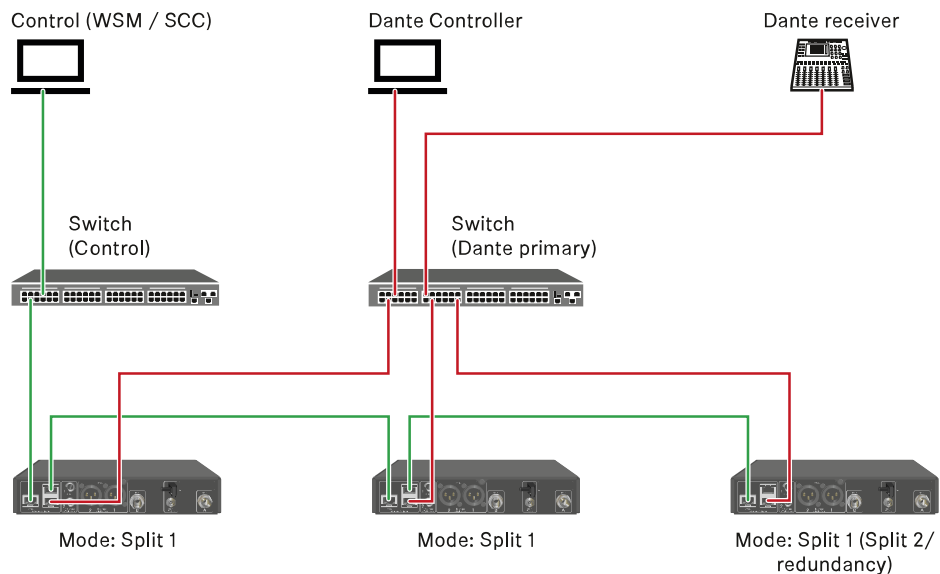 Control (WSM / SCC)
Dante Controller
Dante receiver
Switch
(Control)
Switch
(Dante primary)
Mode: Split 1
Mode: Split 1
Mode: Split 1 (Split 2/
redundancy)